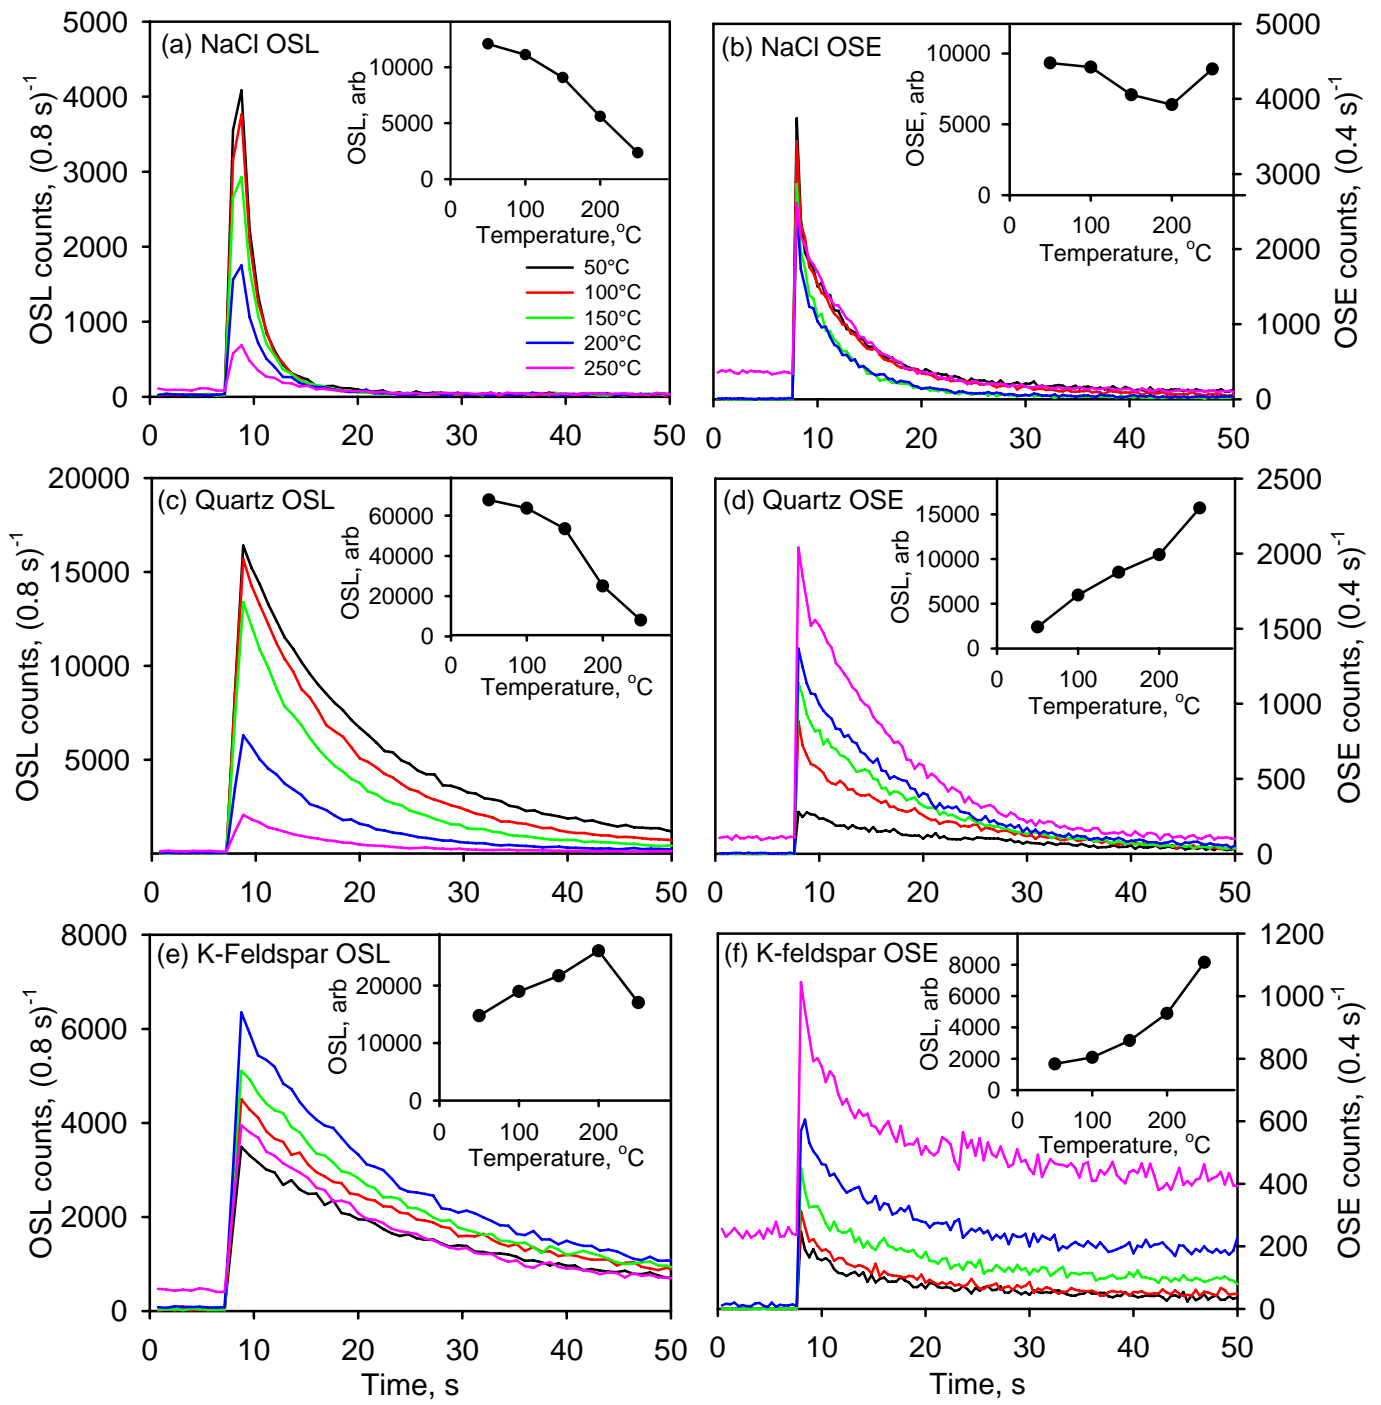 (a) NaCl OSL
5000
4000
3000
2000
1000
0
OSL counts, (0.8 s)⁻¹
0 10 20 30 40 50
10000
5000
0
OSL, arb
0 100 200
Temperature,°C
50°C
100°C
150°C
200°C
250°C
(b) NaCl OSE
10000
5000
0
OSE, arb
0 100 200
Temperature, °C
5000
4000
3000
2000
1000
0
OSE counts, (0.4 s)⁻¹
0 10 20 30 40 50
(c) Quartz OSL
20000
15000
10000
5000
OSL counts, (0.8 s)⁻¹
0 10 20 30 40 50
60000
40000
20000
0
OSL, arb
0 100 200
Temperature, °C
(d) Quartz OSE
15000
10000
5000
0
OSL, arb
0 100 200
Temperature, °C
2500
2000
1500
1000
500
0
OSE counts, (0.4 s)⁻¹
0 10 20 30 40 50
(e) K-Feldspar OSL
8000
6000
4000
2000
0
OSL counts, (0.8 s)⁻¹
0 10 20 30 40 50
Time, s
20000
10000
0
OSL, arb
0 100 200
Temperature, °C
(f) K-feldspar OSE
8000
6000
4000
2000
0
OSL, arb
0 100 200
Temperature, °C
1200
1000
800
600
400
200
0
OSE counts, (0.4 s)⁻¹
0 10 20 30 40 50
Time, s